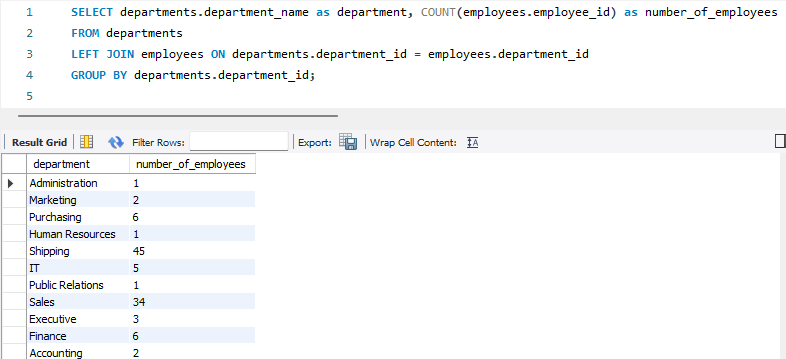 1 SELECT departments.department_name as department, COUNT(employees.employee_id) as number_of_employees
2 FROM departments
3 LEFT JOIN employees ON departments.department_id = employees.department_id
4 GROUP BY departments.department_id;
5
Result Grid Filter Rows: Export: Wrap Cell Content: IA
department number_of_employees
Administration 1
Marketing 2
Purchasing 6
Human Resources 1
Shipping 45
IT 5
Public Relations 1
Sales 34
Executive 3
Finance 6
Accounting 2